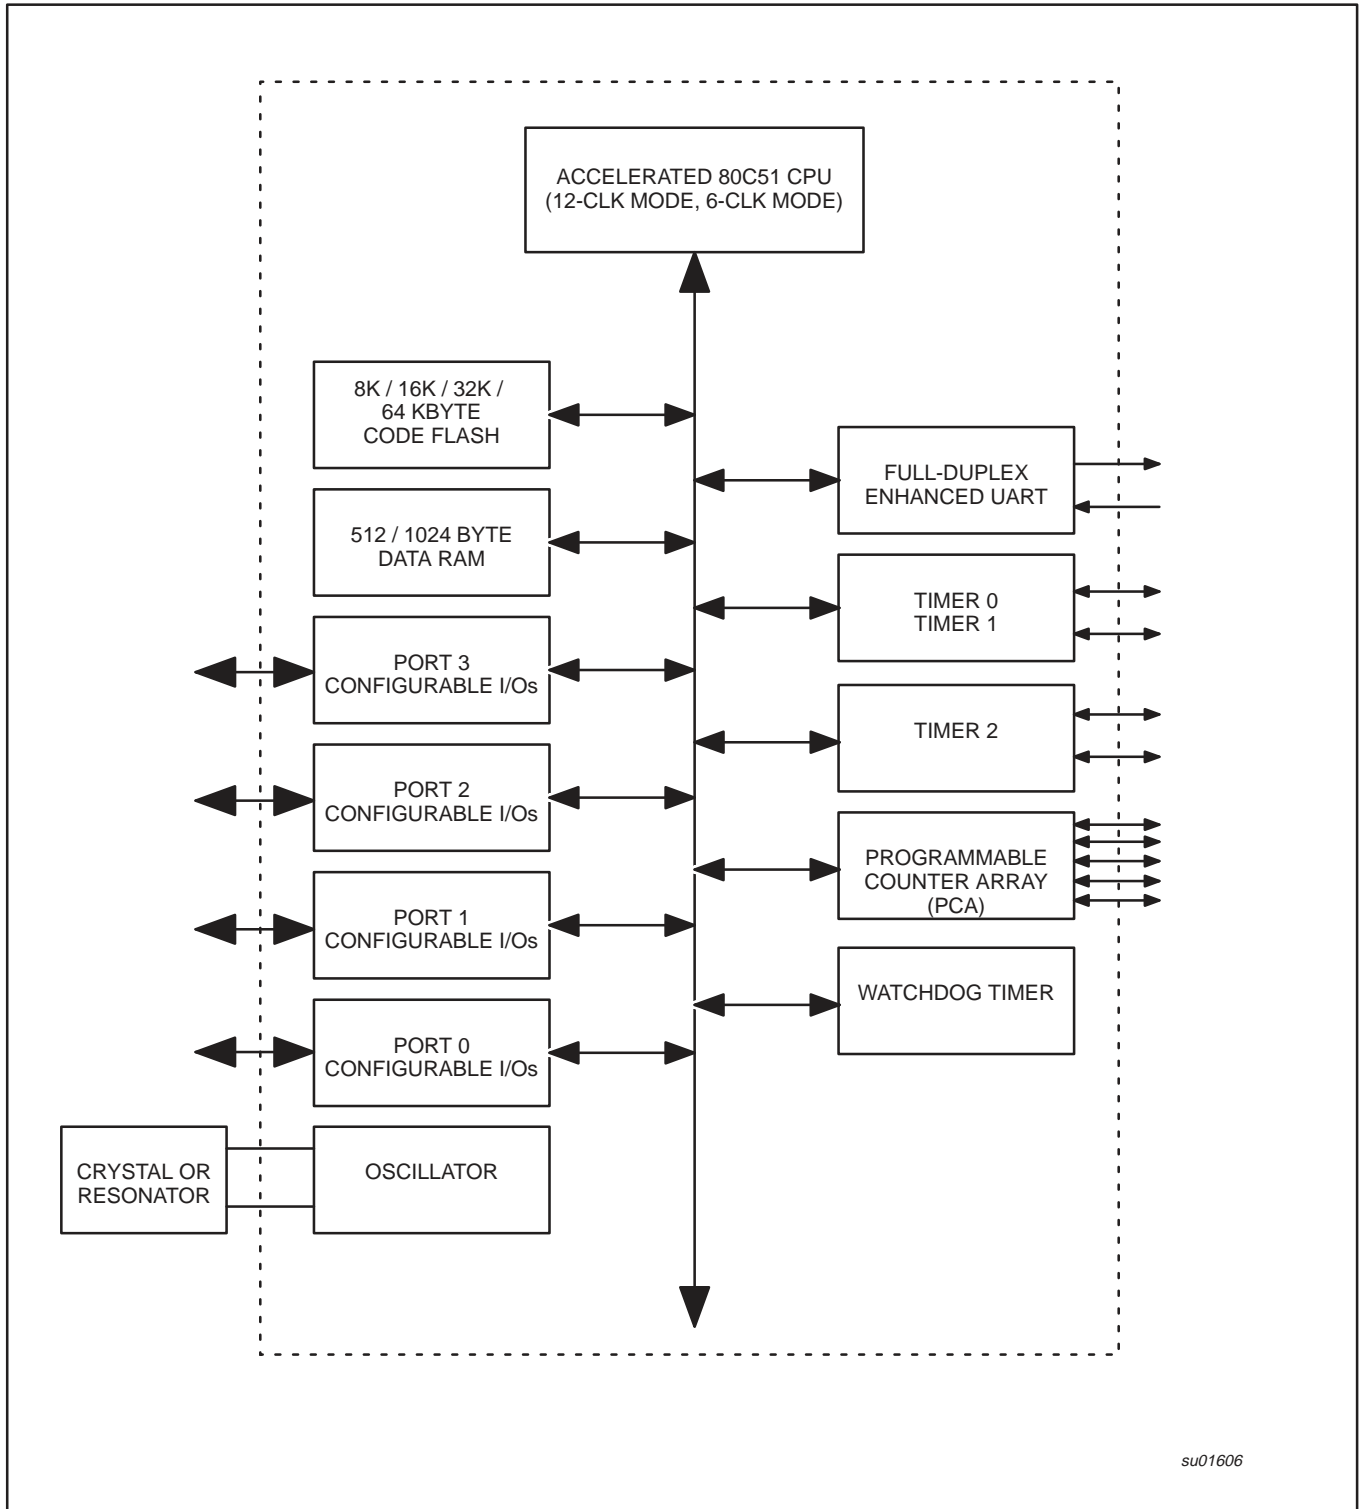 ACCELERATED 80C51 CPU
(12-CLK MODE, 6-CLK MODE)
8K / 16K / 32K /
64 KBYTE
CODE FLASH
512 / 1024 BYTE
DATA RAM
PORT 3
CONFIGURABLE I/Os
PORT 2
CONFIGURABLE I/Os
PORT 1
CONFIGURABLE I/Os
PORT 0
CONFIGURABLE I/Os
CRYSTAL OR
RESONATOR
OSCILLATOR
FULL-DUPLEX
ENHANCED UART
TIMER 0
TIMER 1
TIMER 2
PROGRAMMABLE
COUNTER ARRAY
(PCA)
WATCHDOG TIMER
su01606